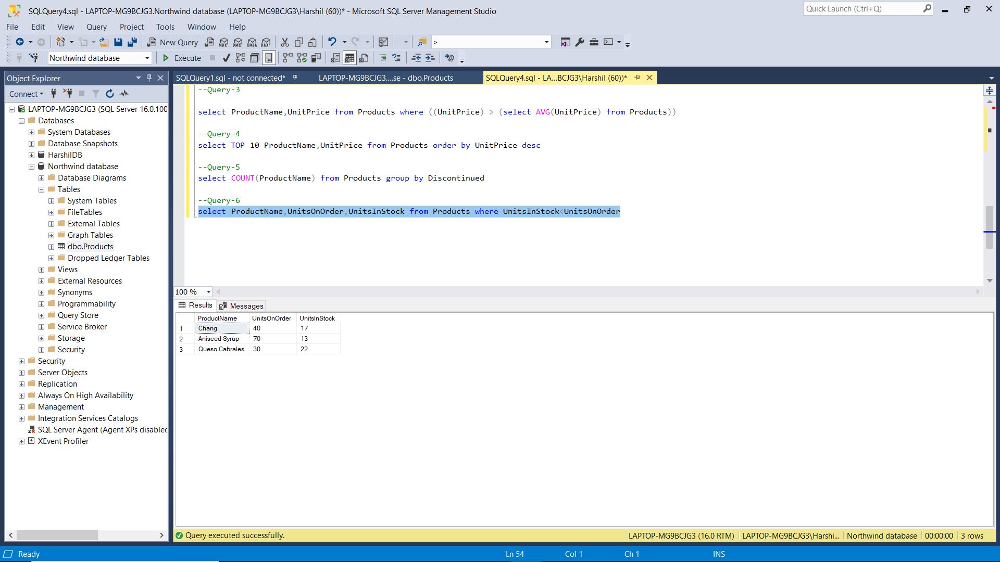 SQLQuery4.sql - LAPTOP-MG9BCJG3.Northwind database (LAPTOP-MG9BCJG3\Harshil (60))* - Microsoft SQL Server Management Studio
Quick Launch (Ctrl+Q)
File Edit View Query Project Tools Window Help
New Query
MDX DMX XMLA DAX
>
Northwind database
Execute
Object Explorer
SQLQuery1.sql - not connected*
LAPTOP-MG9BCJG3....se - dbo.Products
SQLQuery4.sql - LA...BCJG3\Harshil (60))*
Connect
LAPTOP-MG9BCJG3 (SQL Server 16.0.100
Databases
System Databases
Database Snapshots
HarshilDB
Northwind database
Database Diagrams
Tables
System Tables
FileTables
External Tables
Graph Tables
dbo.Products
Dropped Ledger Tables
Views
External Resources
Synonyms
Programmability
Query Store
Service Broker
Storage
Security
Security
Server Objects
Replication
Always On High Availability
Management
Integration Services Catalogs
SQL Server Agent (Agent XPs disabled
XEvent Profiler
--Query-3
select ProductName,UnitPrice from Products where ((UnitPrice) > (select AVG(UnitPrice) from Products))
--Query-4
select TOP 10 ProductName,UnitPrice from Products order by UnitPrice desc
--Query-5
select COUNT(ProductName) from Products group by Discontinued
--Query-6
select ProductName,UnitsOnOrder,UnitsInStock from Products where UnitsInStock<UnitsOnOrder
100 %
Results Messages
ProductName UnitsOnOrder UnitsInStock
1 Chang 40 17
2 Aniseed Syrup 70 13
3 Queso Cabrales 30 22
Query executed successfully.
LAPTOP-MG9BCJG3 (16.0 RTM) LAPTOP-MG9BCJG3\Harshi... Northwind database 00:00:00 3 rows
Ready
Ln 54 Col 1 Ch 1 INS